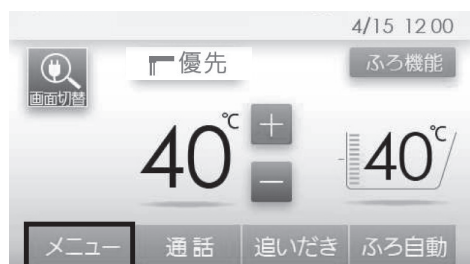 4/15 12:00
優先
ふろ機能
画面切替
40℃ +
40℃
−
メニュー 通話 追いだき ふろ自動